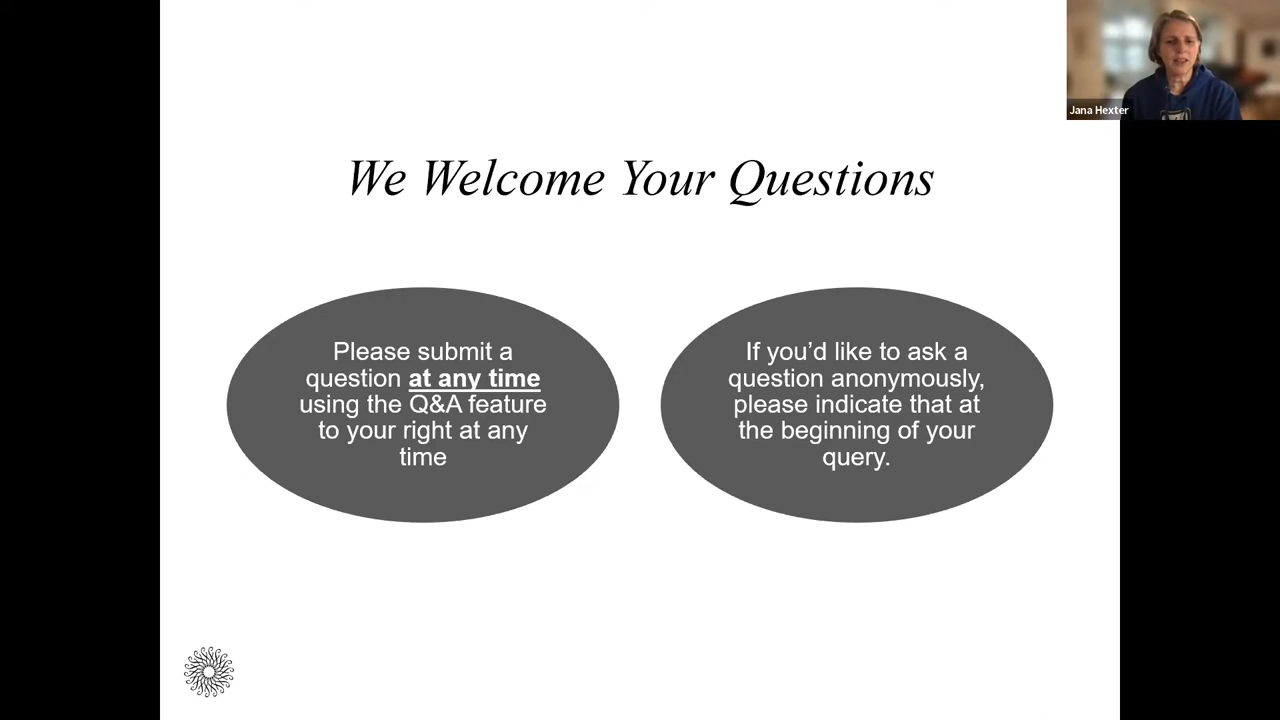 Jana Hexter
We Welcome Your Questions
Please submit a
question at any time
using the Q&A feature
to your right at any
time
If you’d like to ask a
question anonymously,
please indicate that at
the beginning of your
query.